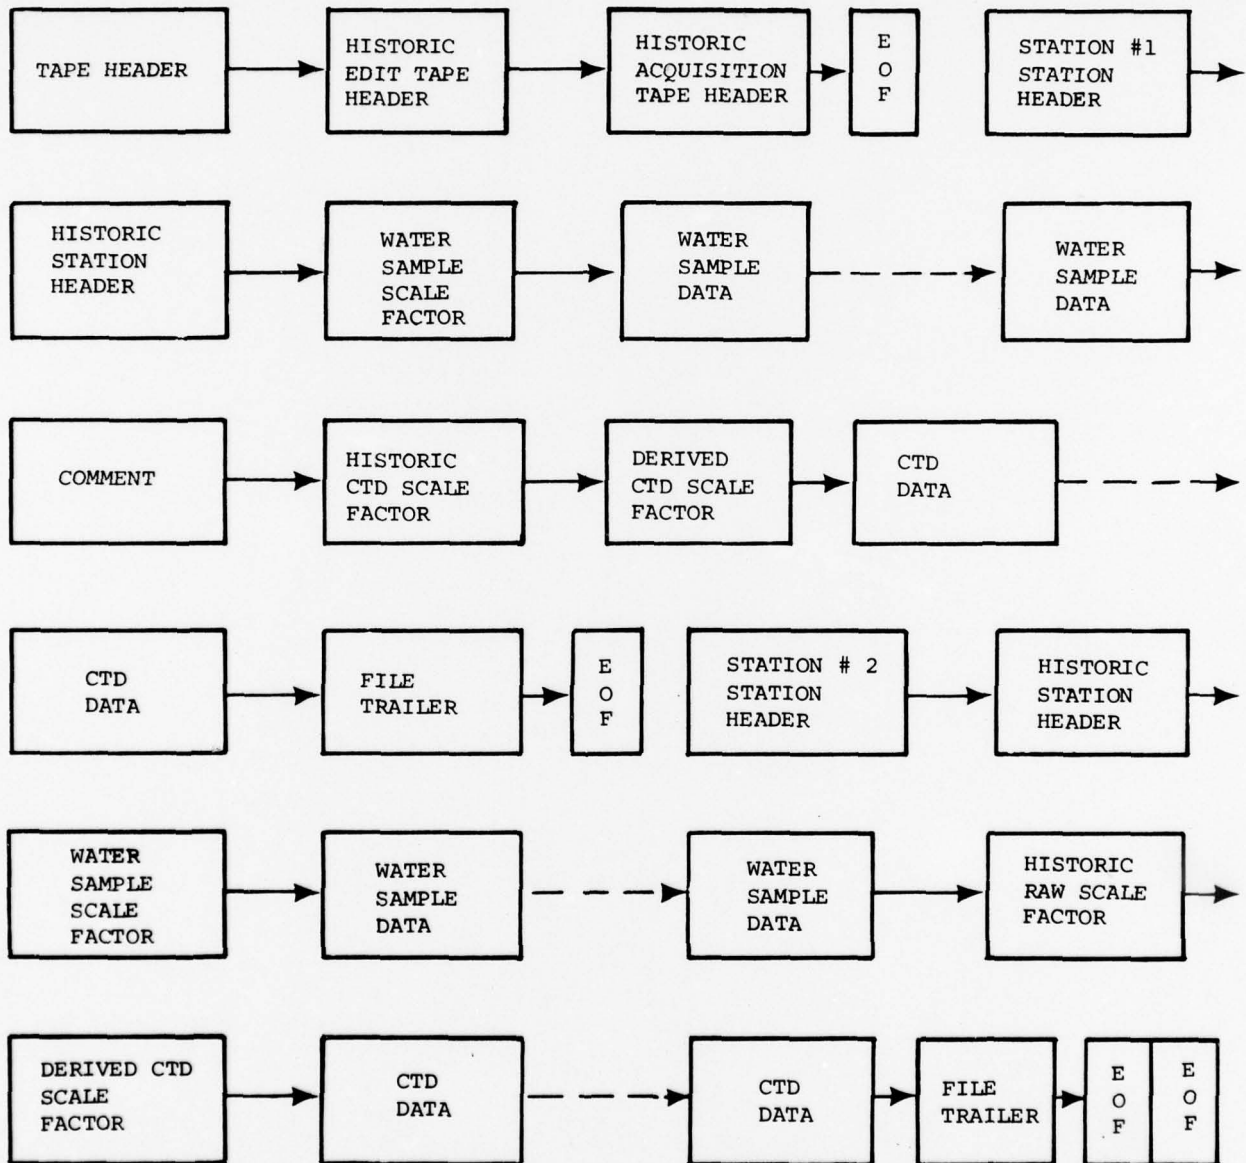 TAPE HEADER
HISTORIC
EDIT TAPE
HEADER
HISTORIC
ACQUISITION
TAPE HEADER
E
O
F
STATION #1
STATION
HEADER
HISTORIC
STATION
HEADER
WATER
SAMPLE
SCALE
FACTOR
WATER
SAMPLE
DATA
WATER
SAMPLE
DATA
COMMENT
HISTORIC
CTD SCALE
FACTOR
DERIVED
CTD SCALE
FACTOR
CTD
DATA
CTD
DATA
FILE
TRAILER
E
O
F
STATION # 2
STATION
HEADER
HISTORIC
STATION
HEADER
WATER
SAMPLE
SCALE
FACTOR
WATER
SAMPLE
DATA
WATER
SAMPLE
DATA
HISTORIC
RAW SCALE
FACTOR
DERIVED CTD
SCALE
FACTOR
CTD
DATA
CTD
DATA
FILE
TRAILER
E
O
F
E
O
F